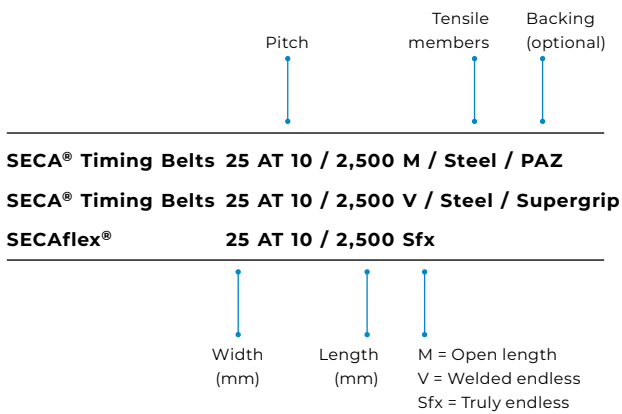 Tensile Backing
Pitch members (optional)
SECA® Timing Belts 25 AT 10 / 2,500 M / Steel / PAZ
SECA® Timing Belts 25 AT 10 / 2,500 V / Steel / Supergrip
SECAflex® 25 AT 10 / 2,500 Sfx
Width Length M = Open length
(mm) (mm) V = Welded endless
Sfx = Truly endless